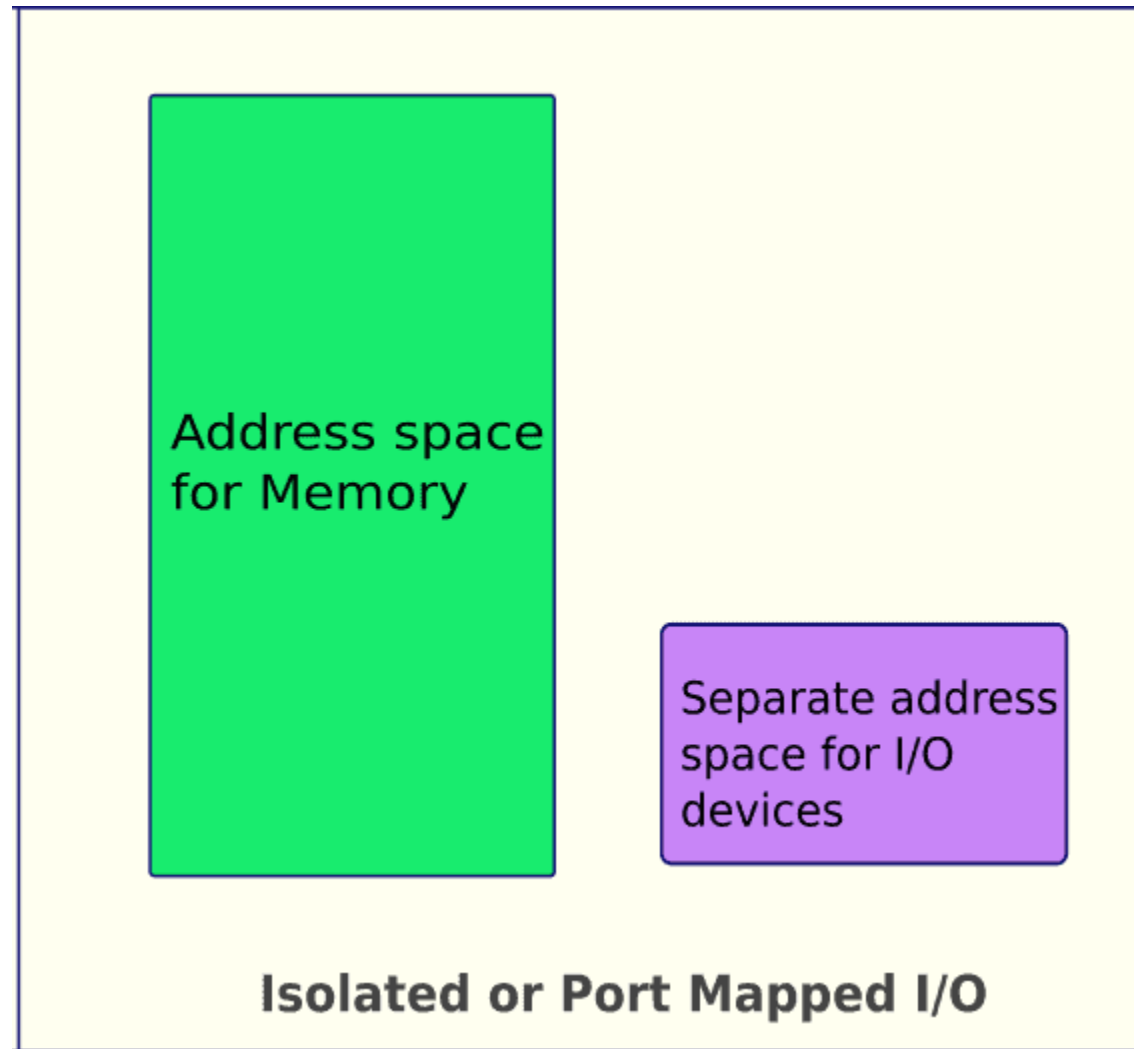 Address space
for Memory
Separate address
space for I/O
devices
Isolated or Port Mapped I/O